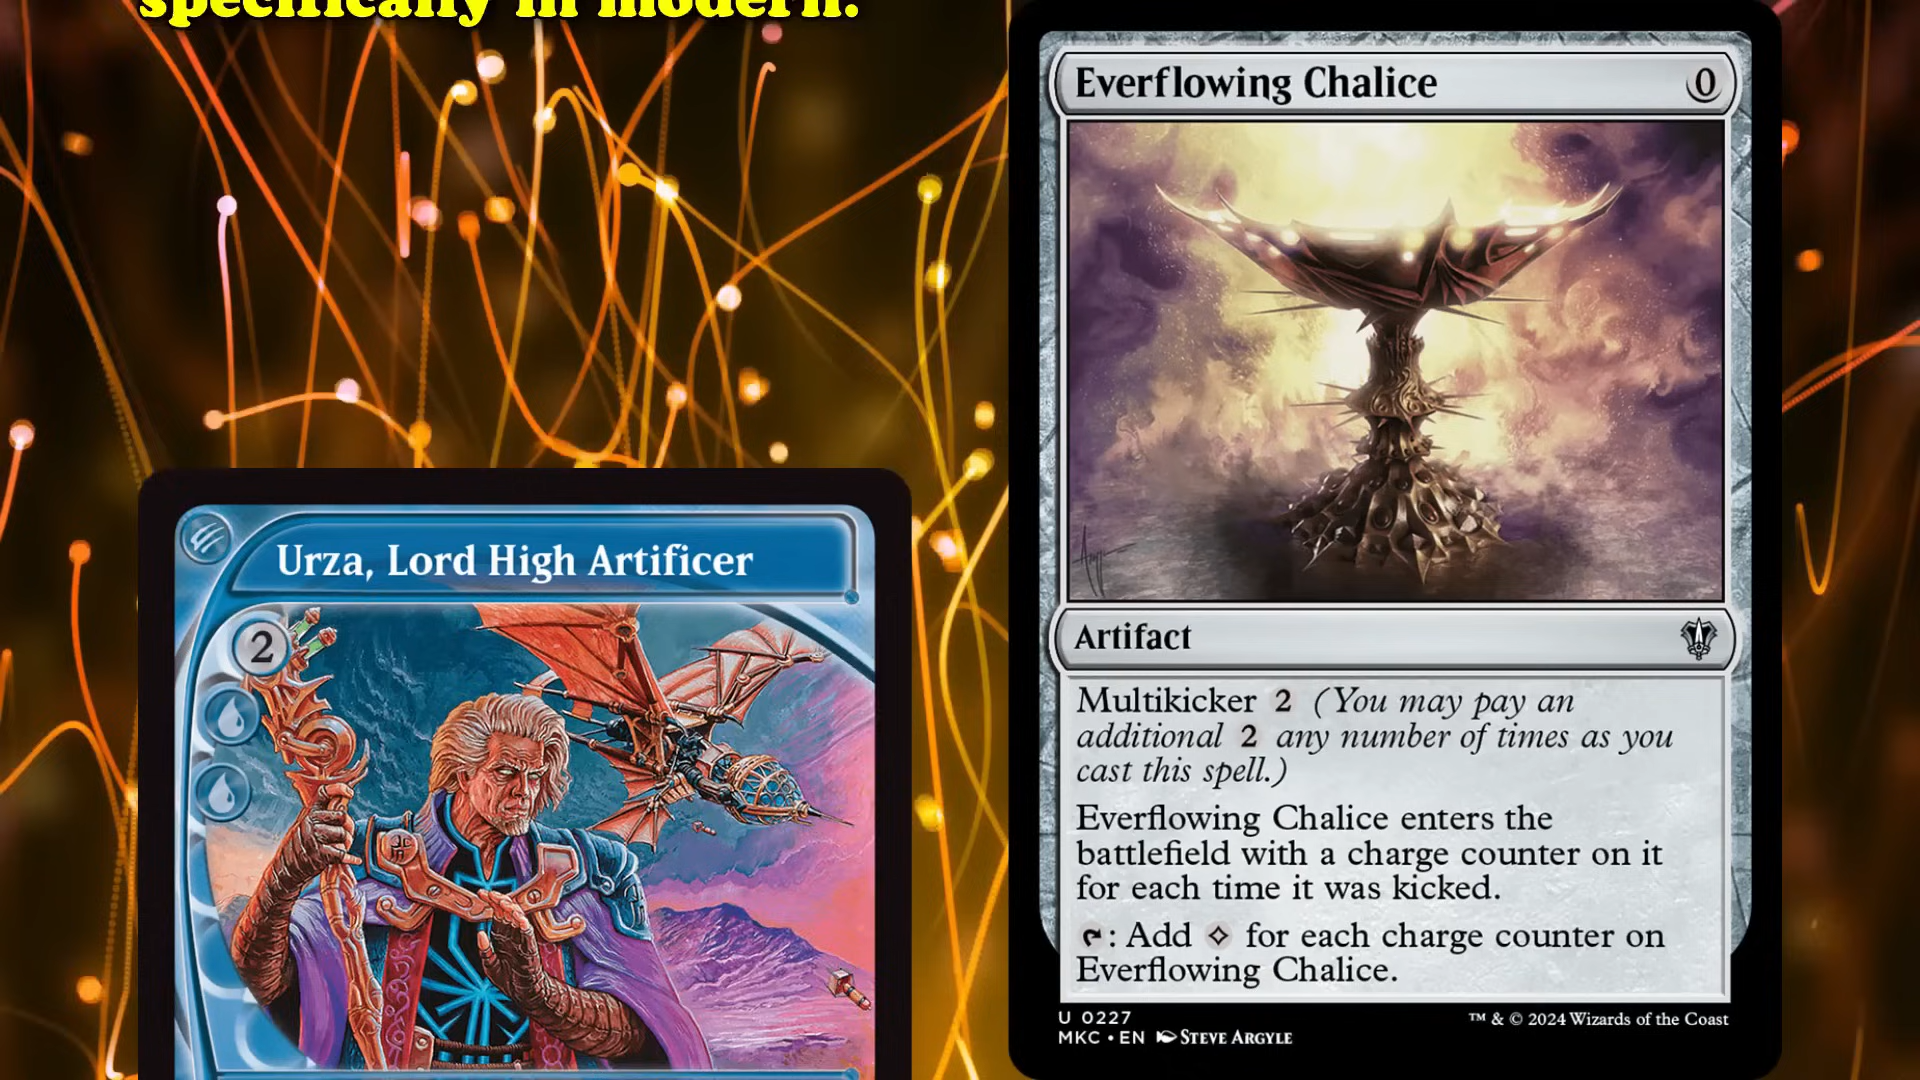 specifically in modern.
Everflowing Chalice
0
Artifact
Multikicker 2 (You may pay an
additional 2 any number of times as you
cast this spell.)
Everflowing Chalice enters the
battlefield with a charge counter on it
for each time it was kicked.
: Add for each charge counter on
Everflowing Chalice.
U 0227
MKC • EN STEVE ARGYLE
™ & © 2024 Wizards of the Coast
Urza, Lord High Artificer
2